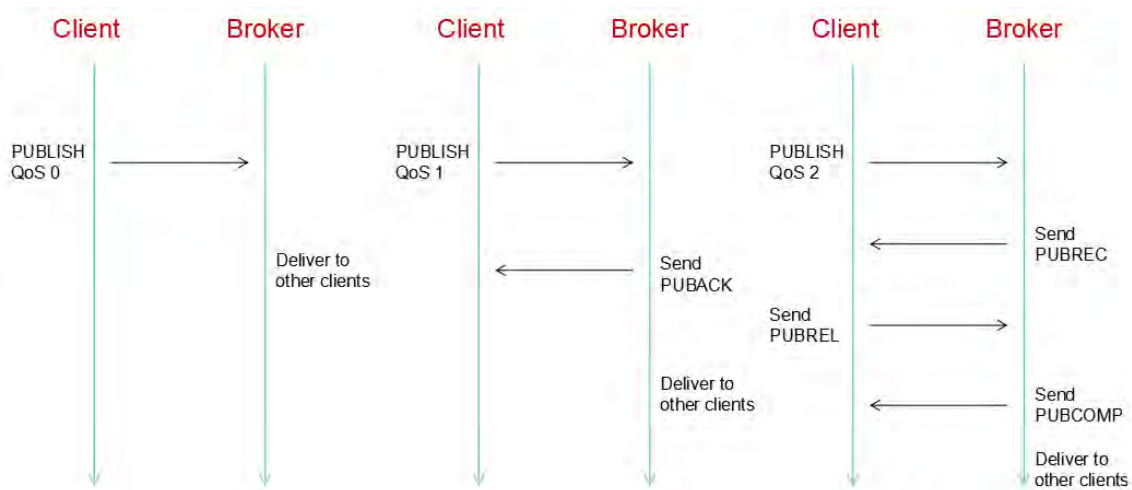 Client
Broker
Client
Broker
Client
Broker
PUBLISH
QoS 0
Deliver to
other clients
PUBLISH
QoS 1
Send
PUBACK
Deliver to
other clients
PUBLISH
QoS 2
Send
PUBREC
Send
PUBREL
Send
PUBCOMP
Deliver to
other clients